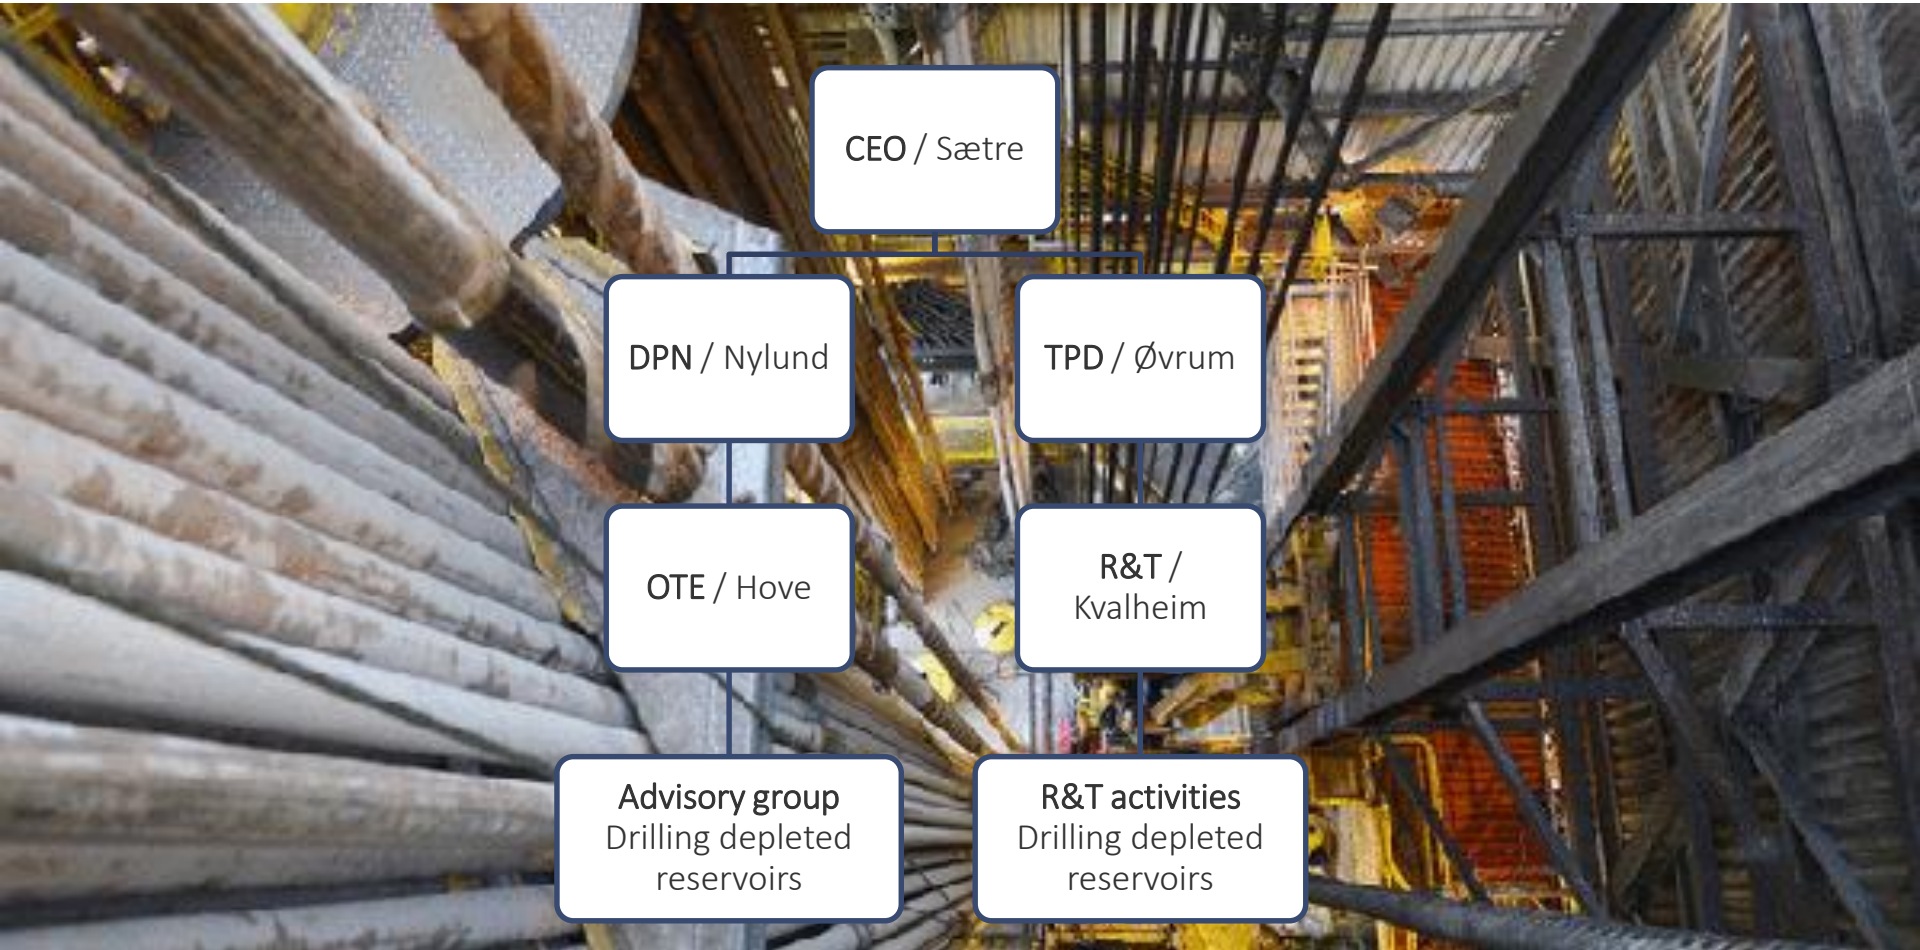 CEO / Sætre
DPN / Nylund
TPD / Øvrum
OTE / Hove
R&T /
Kvalheim
Advisory group
Drilling depleted
reservoirs
R&T activities
Drilling depleted
reservoirs